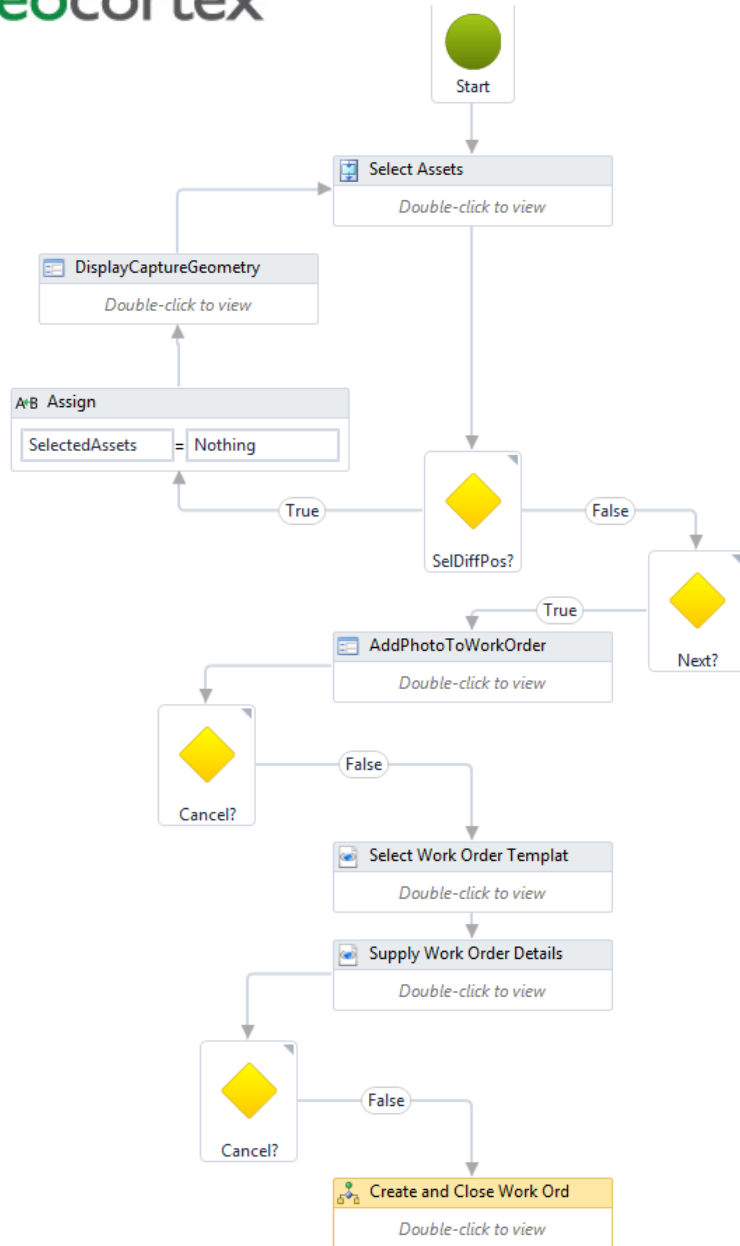 eocortex
Start
Select Assets
Double-click to view
DisplayCaptureGeometry
Double-click to view
A+B Assign
SelectedAssets = Nothing
True
False
SelDiffPos?
True
Next?
AddPhotoToWorkOrder
Double-click to view
False
Cancel?
Select Work Order Templat
Double-click to view
Supply Work Order Details
Double-click to view
False
Cancel?
Create and Close Work Ord
Double-click to view